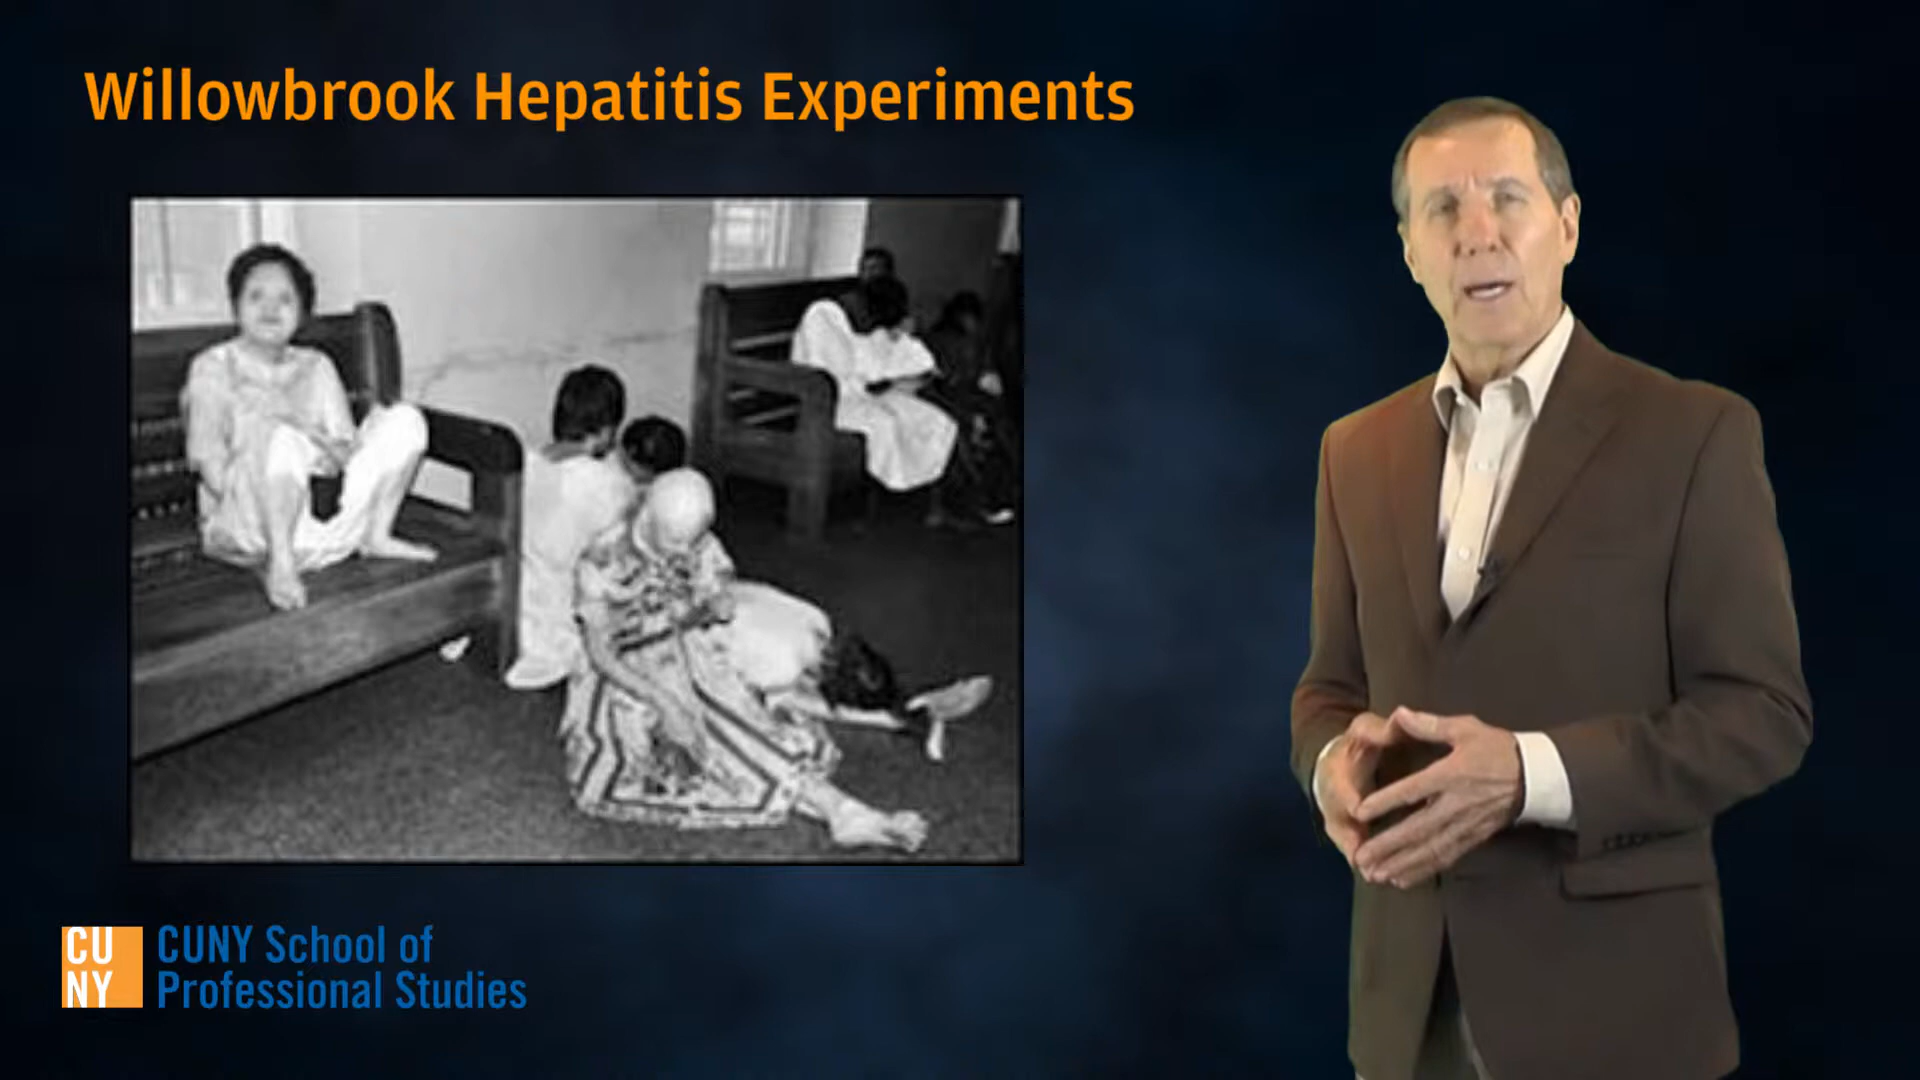 Willowbrook Hepatitis Experiments
CU
NY
CUNY School of
Professional Studies